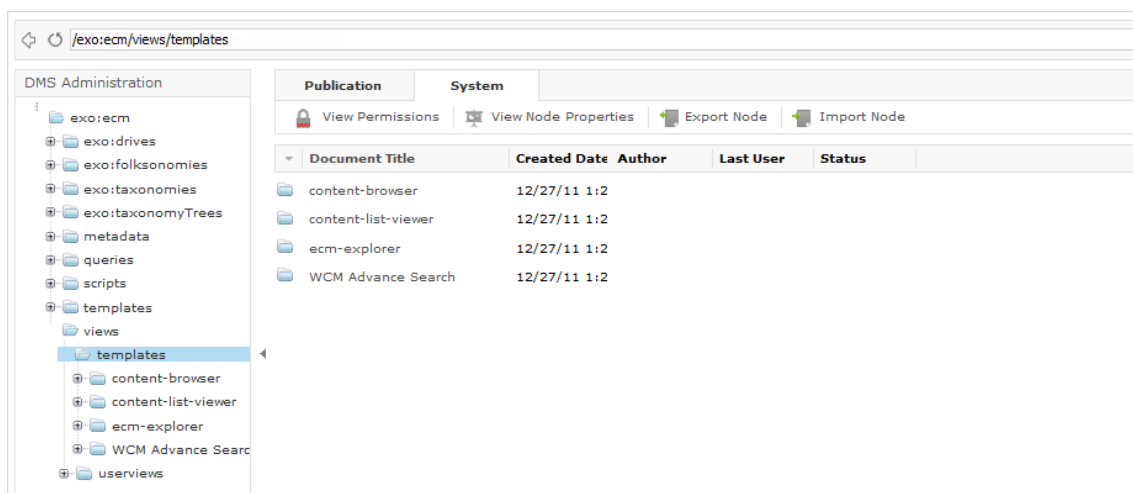 /exo:ecm/views/templates
DMS Administration
exo:ecm
exo:drives
exo:folksonomies
exo:taxonomies
exo:taxonomyTrees
metadata
queries
scripts
templates
views
templates
content-browser
content-list-viewer
ecm-explorer
WCM Advance Searc
userviews
Publication System
View Permissions View Node Properties Export Node Import Node
Document Title Created Date Author Last User Status
content-browser 12/27/11 1:2
content-list-viewer 12/27/11 1:2
ecm-explorer 12/27/11 1:2
WCM Advance Search 12/27/11 1:2